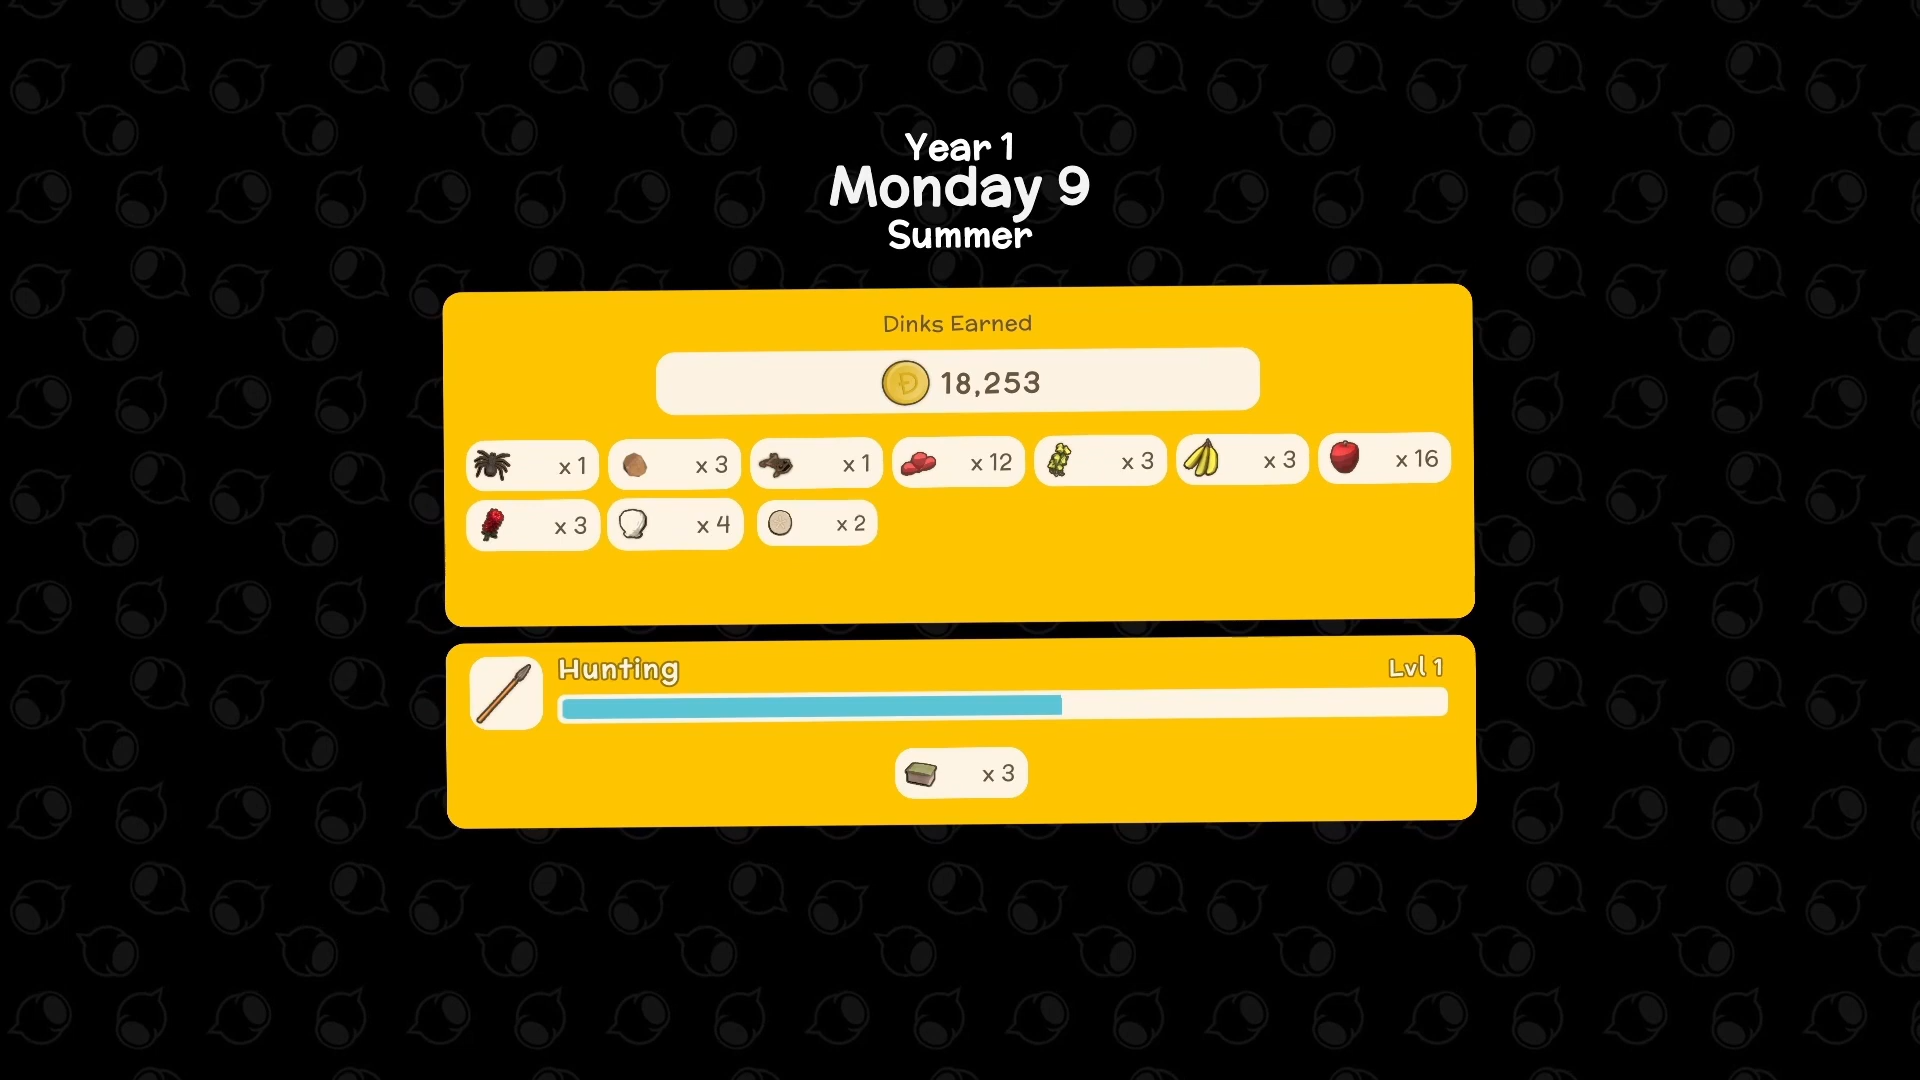 Year 1
Monday 9
Summer
Dinks Earned
Đ 18,253
x 1
x 3
x 1
x 12
x 3
x 3
x 16
x 3
x 4
x 2
Hunting
Lvl 1
x 3